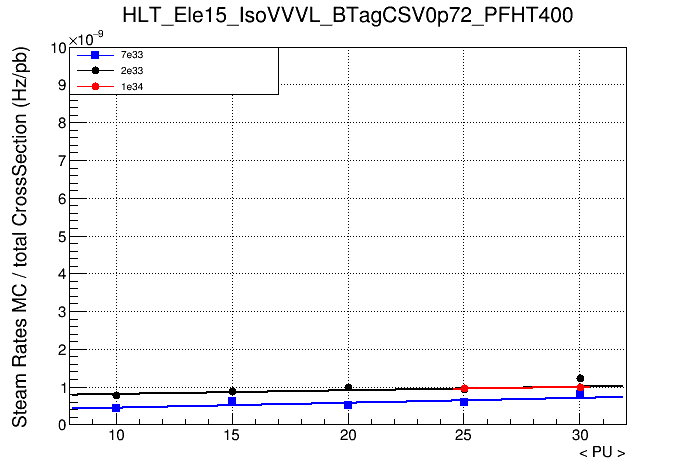 HLT_Ele15_IsoVVVL_BTagCSV0p72_PFHT400
×10⁻⁹
Steam Rates MC / total CrossSection (Hz/pb)
7e33
2e33
1e34
10
9
8
7
6
5
4
3
2
1
0
10 15 20 25 30
< PU >